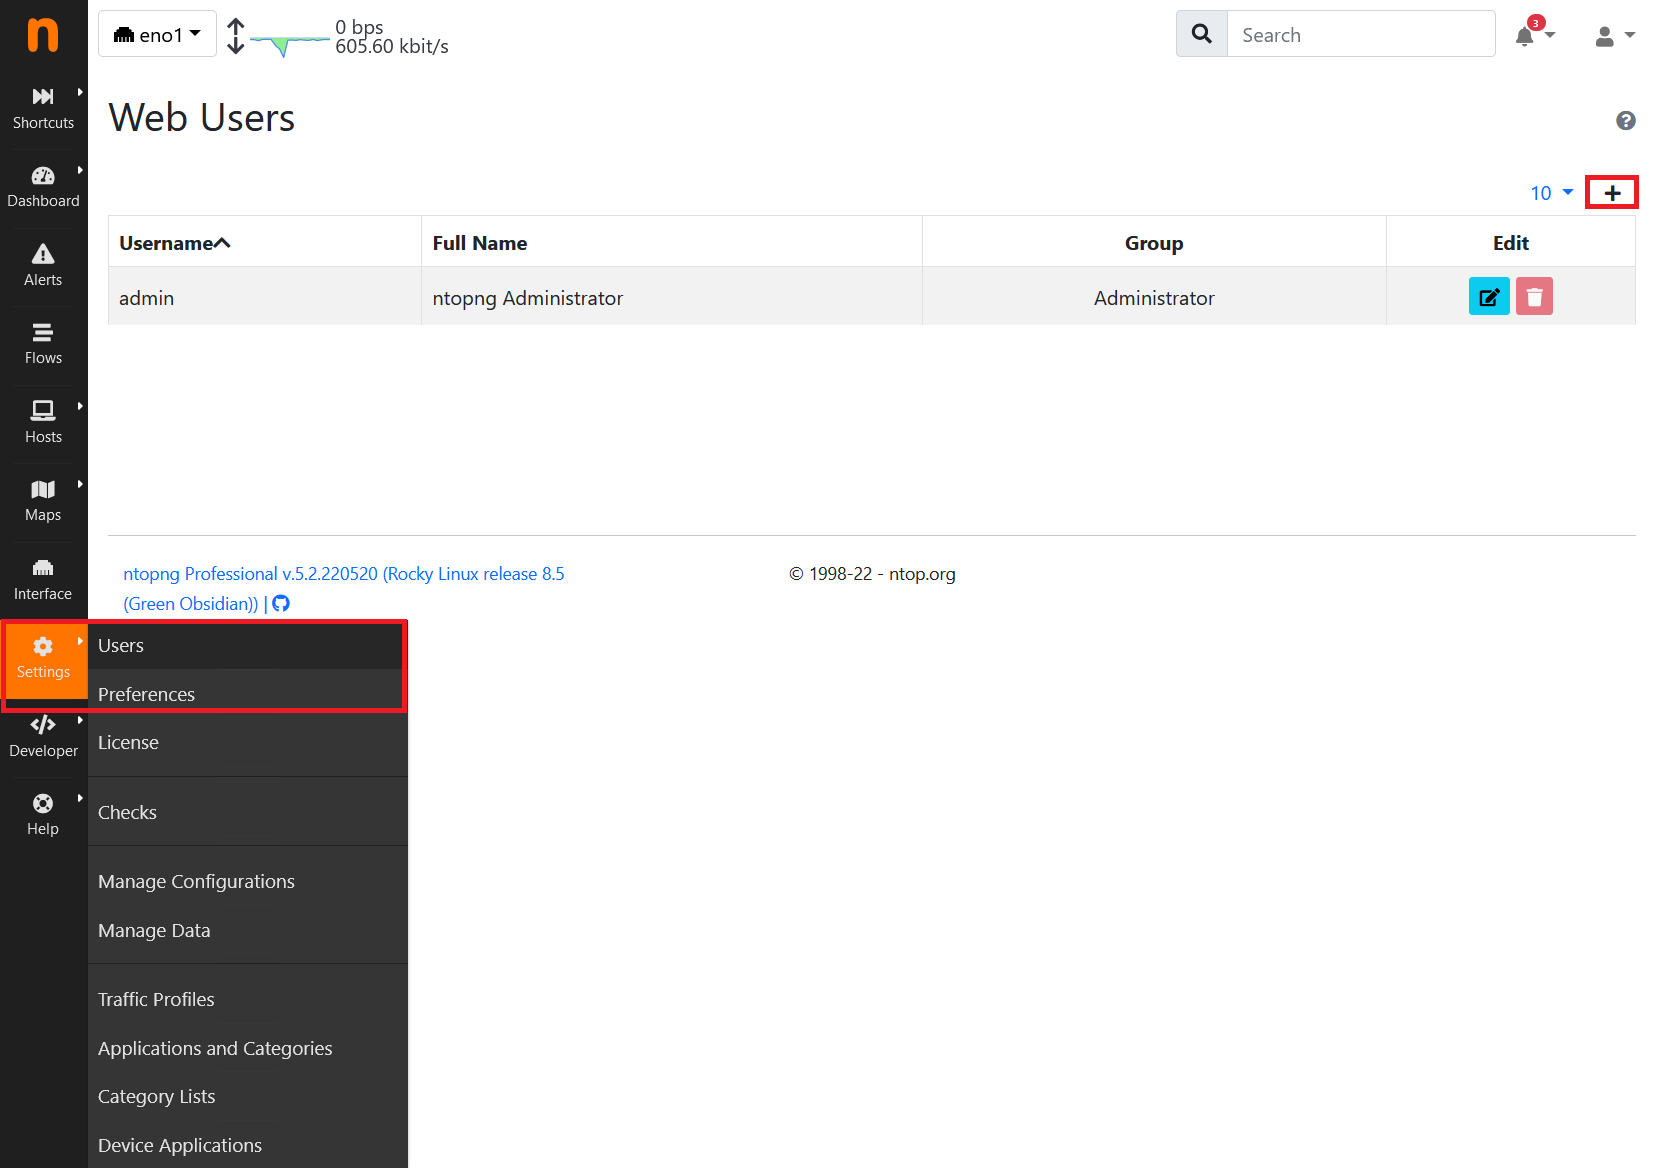 n
eno1
0 bps
605.60 kbit/s
Search
3
Shortcuts
Dashboard
Alerts
Flows
Hosts
Maps
Interface
Settings
Developer
Help
Web Users
10
Username
Full Name
Group
Edit
admin
ntopng Administrator
Administrator
ntopng Professional v.5.2.220520 (Rocky Linux release 8.5
(Green Obsidian)) |
© 1998-22 - ntop.org
Users
Preferences
License
Checks
Manage Configurations
Manage Data
Traffic Profiles
Applications and Categories
Category Lists
Device Applications